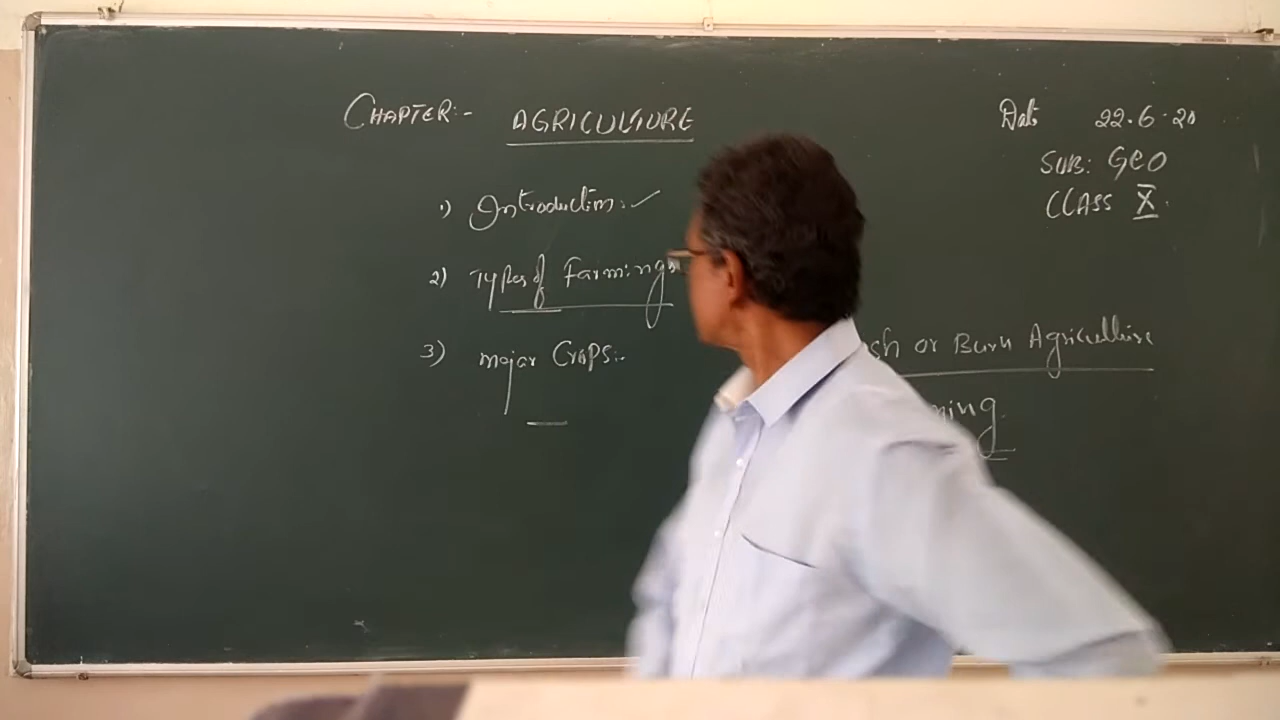 CHAPTER:- AGRICULTURE
Date 22.6.20
SUB: GEO
CLASS X.
1) Introduction:- ✓
2) Types of Farming
3) major Crops:-
sh or Burn Agriculture
ming